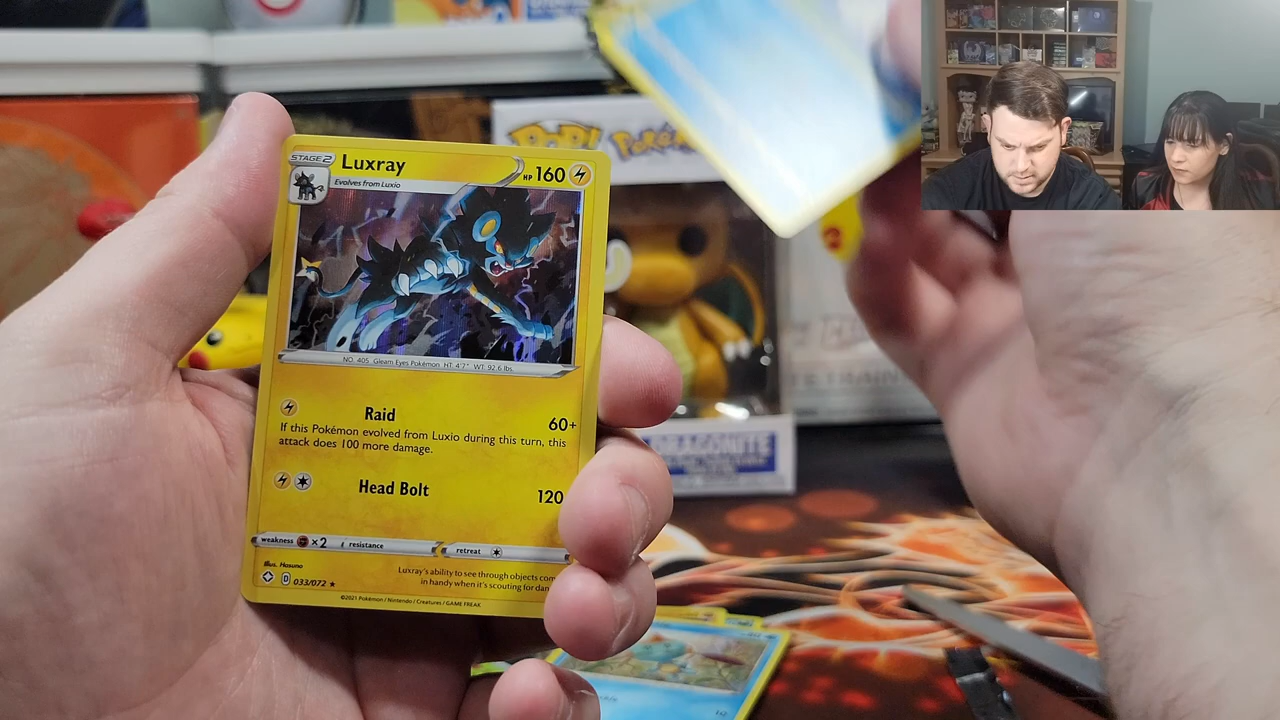 POP! Pokémon
STAGE 2 Luxray HP 160
Evolves from Luxio
NO. 405 Gleam Eyes Pokémon HT: 4'7" WT: 92.6 lbs.
Raid 60+
If this Pokémon evolved from Luxio during this turn, this
attack does 100 more damage.
Head Bolt 120
weakness ×2 resistance retreat
Illus. Hasuno
Luxray's ability to see through objects
in handy when it's scouting for
D 033/072
©2021 Pokémon / Nintendo / Creatures / GAME FREAK
DRAGONITE